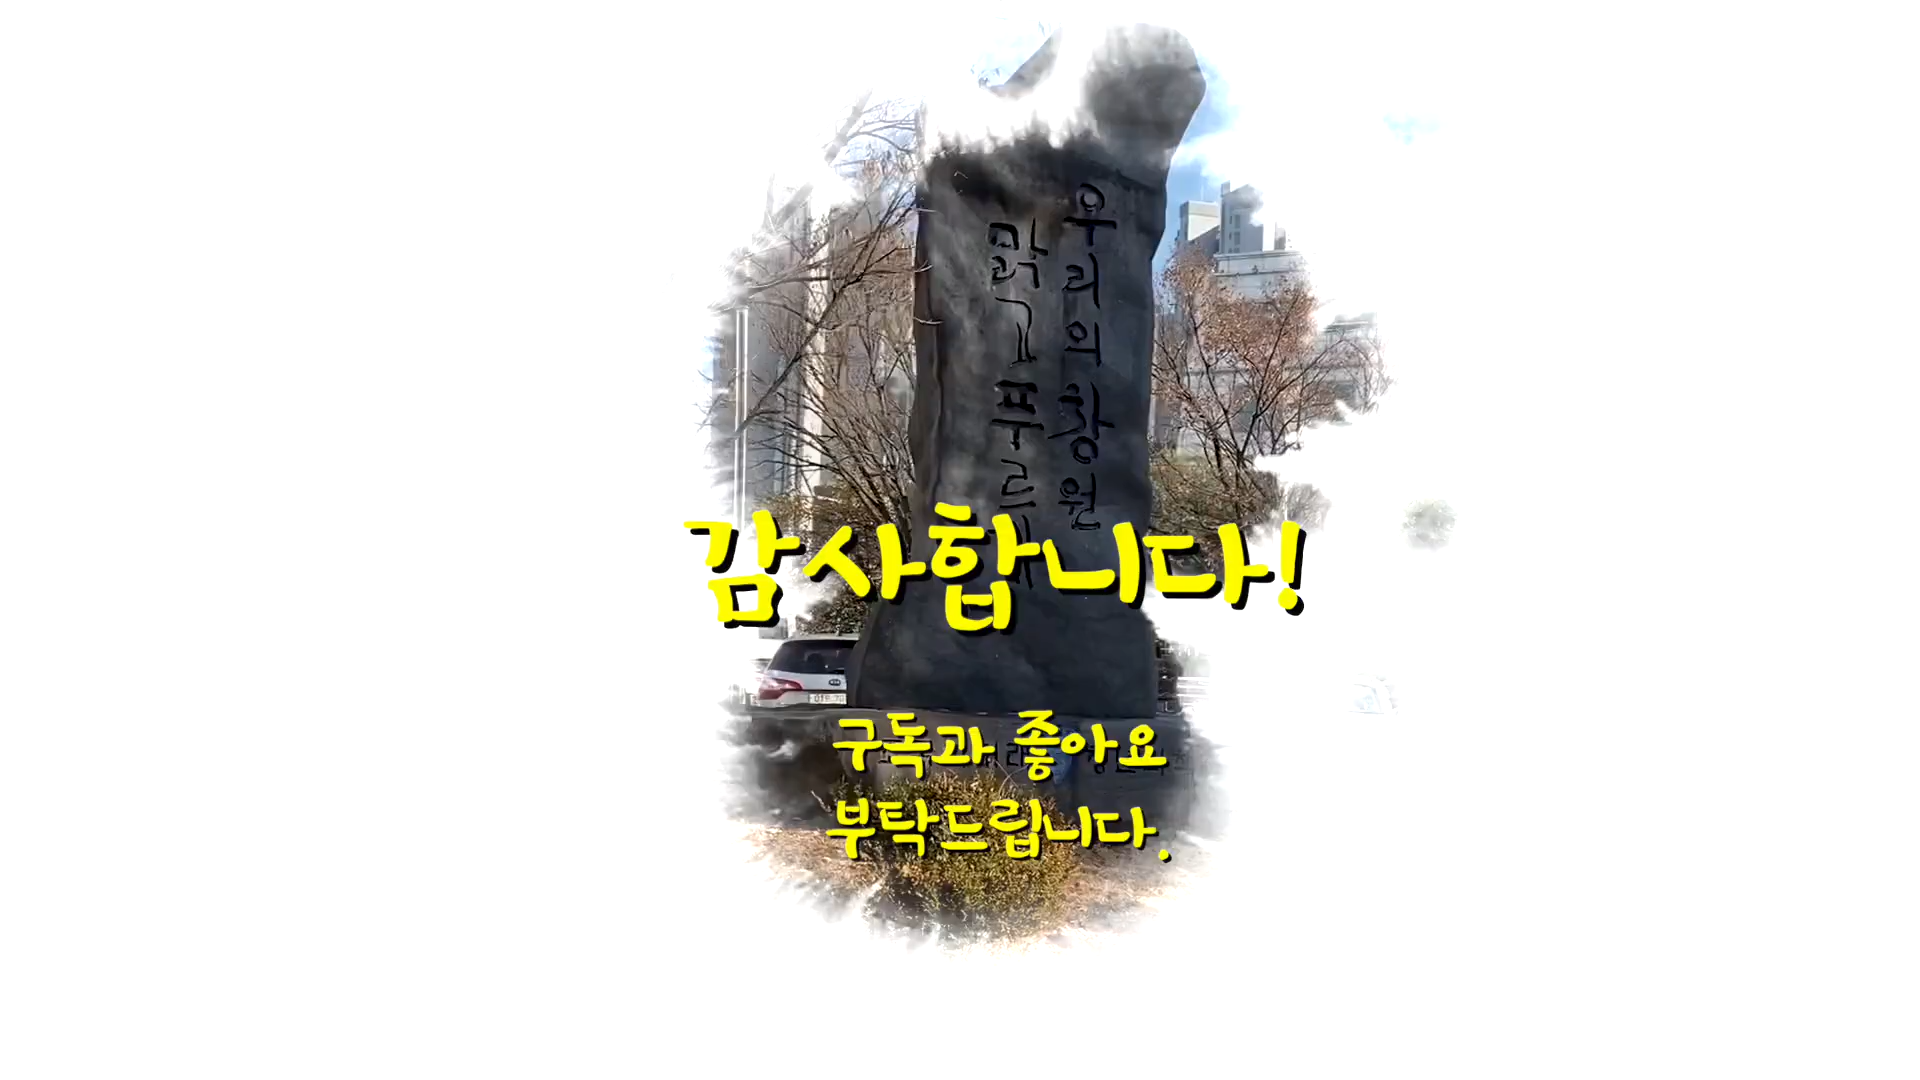 우리의 창원
맑고 푸르게
감사합니다!
구독과 좋아요
부탁드립니다.